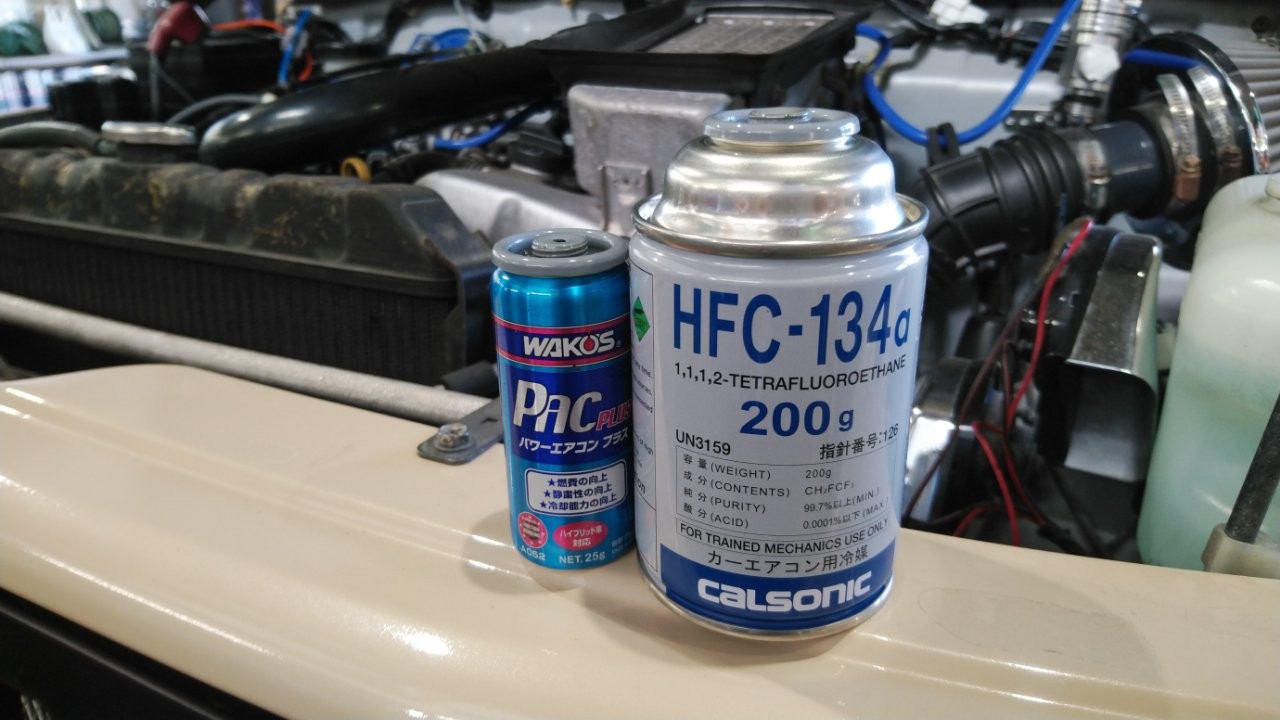 WAKO'S
PAC PLUS
パワーエアコン プラス
★燃費の向上
★静粛性の向上
★冷却能力の向上
ハイブリッド車
対応
A052
NET.25g
HFC-134a
1,1,1,2-TETRAFLUOROETHANE
200g
UN3159 指針番号:126
容 量 (WEIGHT) 200g
成 分 (CONTENTS) CH₂FCF₃
純 分 (PURITY) 99.7%以上(MIN.)
酸 分 (ACID) 0.0001%以下(MAX.)
FOR TRAINED MECHANICS USE ONLY
カーエアコン用冷媒
CALSONIC